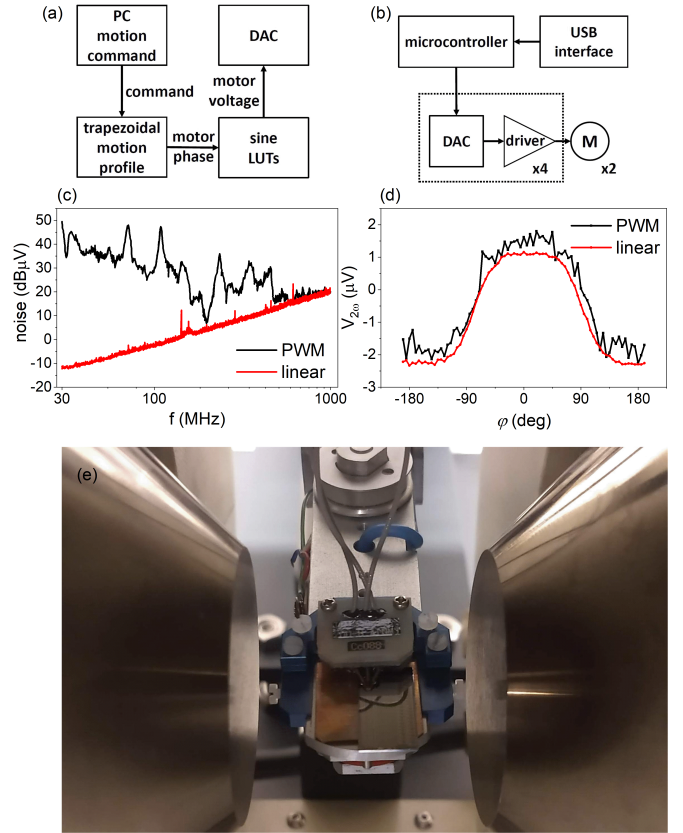 (a)
PC
motion
command
DAC
command
motor
voltage
trapezoidal
motion
profile
motor
phase
sine
LUTs
(b)
microcontroller
USB
interface
DAC
driver
M
x4
x2
(c)
50
40
30
20
10
0
-10
-20
noise (dBμV)
PWM
linear
30
100
1000
f (MHz)
(d)
2
1
0
-1
-2
-3
V2ω (μV)
PWM
linear
-180
-90
0
90
180
φ (deg)
(e)